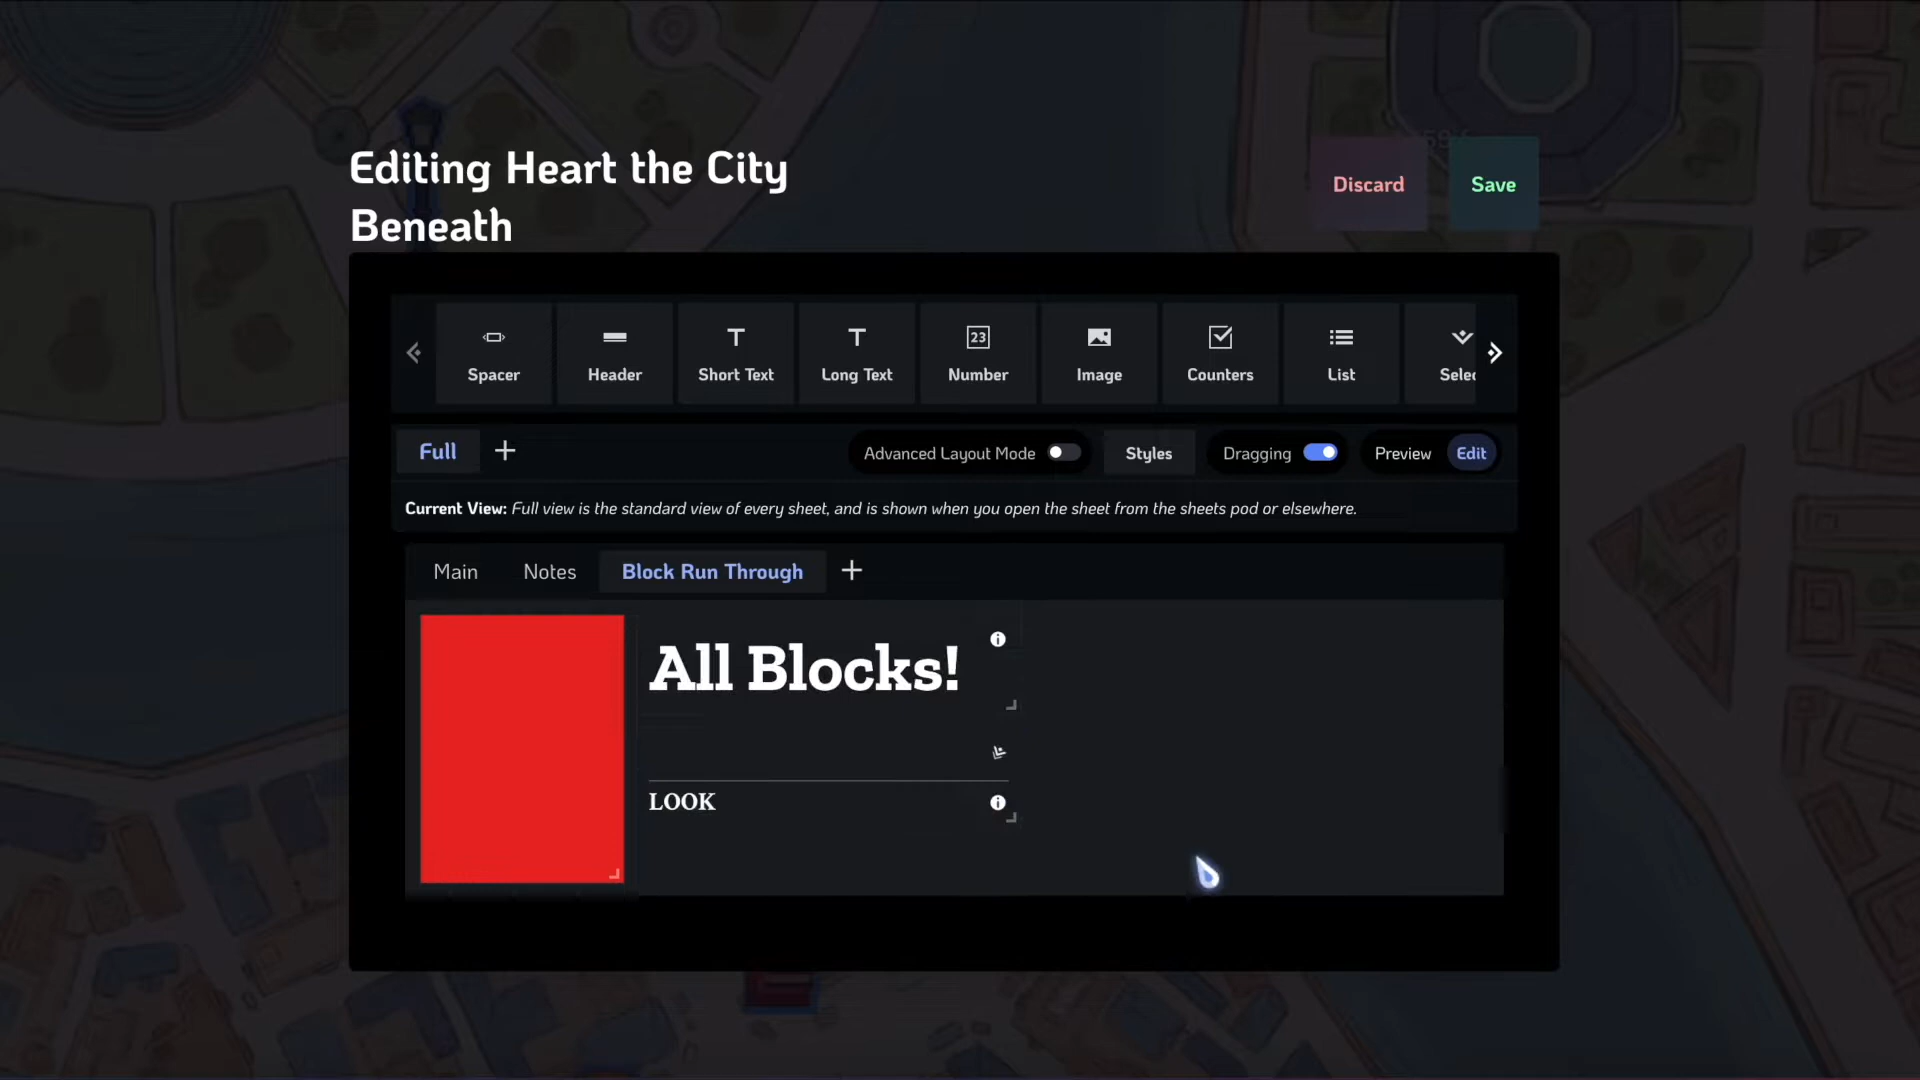 Editing Heart the City
Beneath
Discard
Save
Spacer
Header
Short Text
Long Text
23
Number
Image
Counters
List
Selec
Full
Advanced Layout Mode
Styles
Dragging
Preview
Edit
Current View: Full view is the standard view of every sheet, and is shown when you open the sheet from the sheets pod or elsewhere.
Main
Notes
Block Run Through
All Blocks!
LOOK